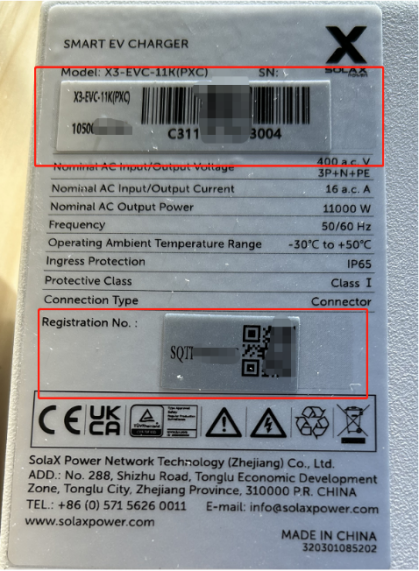 SMART EV CHARGER
X
SOLAX
POWER
Model: X3-EVC-11K(PXC) SN:
X3-EVC-11K(PXC)
1050
C311 3004
Nominal AC Input/Output Voltage 400 a.c. V
3P+N+PE
Nominal AC Input/Output Current 16 a.c. A
Nominal AC Output Power 11000 W
Frequency 50/60 Hz
Operating Ambient Temperature Range -30℃ to +50℃
Ingress Protection IP65
Protective Class Class I
Connection Type Connector
Registration No. :
SQTI
CE UK
CA
SolaX Power Network Technology (Zhejiang) Co., Ltd.
ADD.: No. 288, Shizhu Road, Tonglu Economic Development
Zone, Tonglu City, Zhejiang Province, 310000 P.R. CHINA
TEL.: +86 (0) 571 5626 0011 E-mail: info@solaxpower.com
www.solaxpower.com
MADE IN CHINA
320301085202